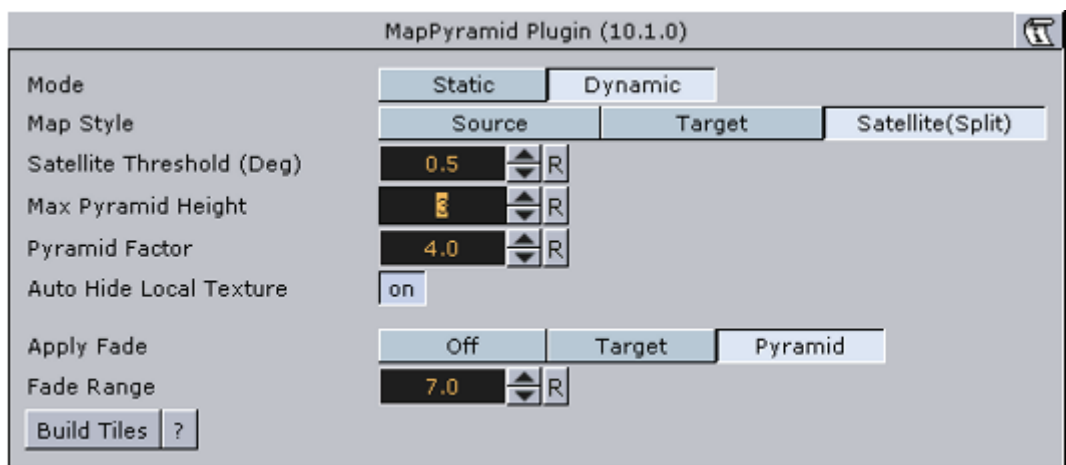 MapPyramid Plugin (10.1.0)
Mode Static Dynamic
Map Style Source Target Satellite(Split)
Satellite Threshold (Deg) 0.5 R
Max Pyramid Height 3 R
Pyramid Factor 4.0 R
Auto Hide Local Texture on
Apply Fade Off Target Pyramid
Fade Range 7.0 R
Build Tiles ?